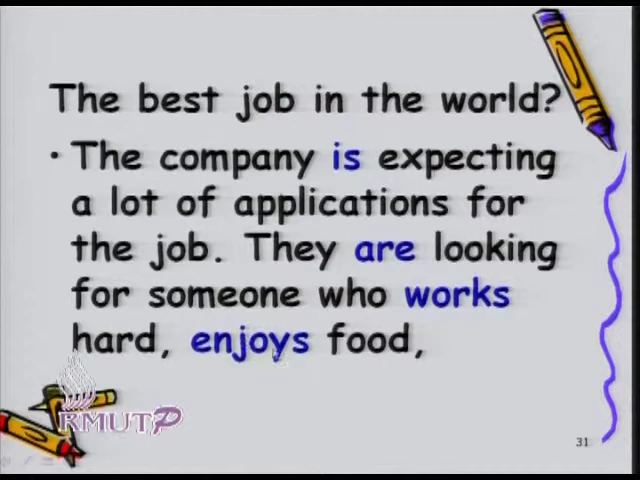 The best job in the world?
• The company is expecting
a lot of applications for
the job. They are looking
for someone who works
hard, enjoys food,
RMUTP
31